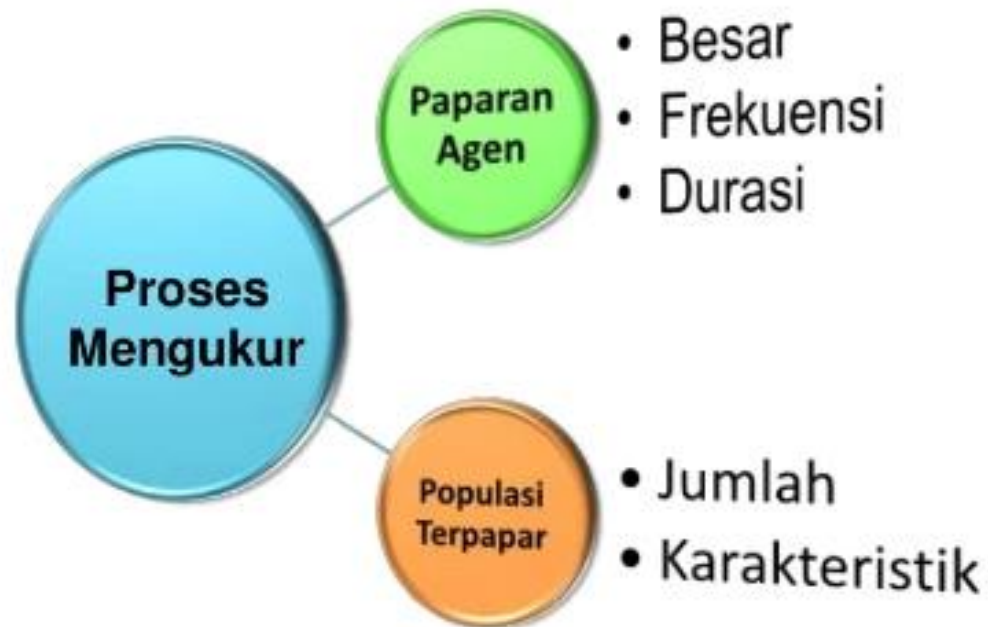 Proses
Mengukur
Paparan
Agen
• Besar
• Frekuensi
• Durasi
Populasi
Terpapar
• Jumlah
• Karakteristik